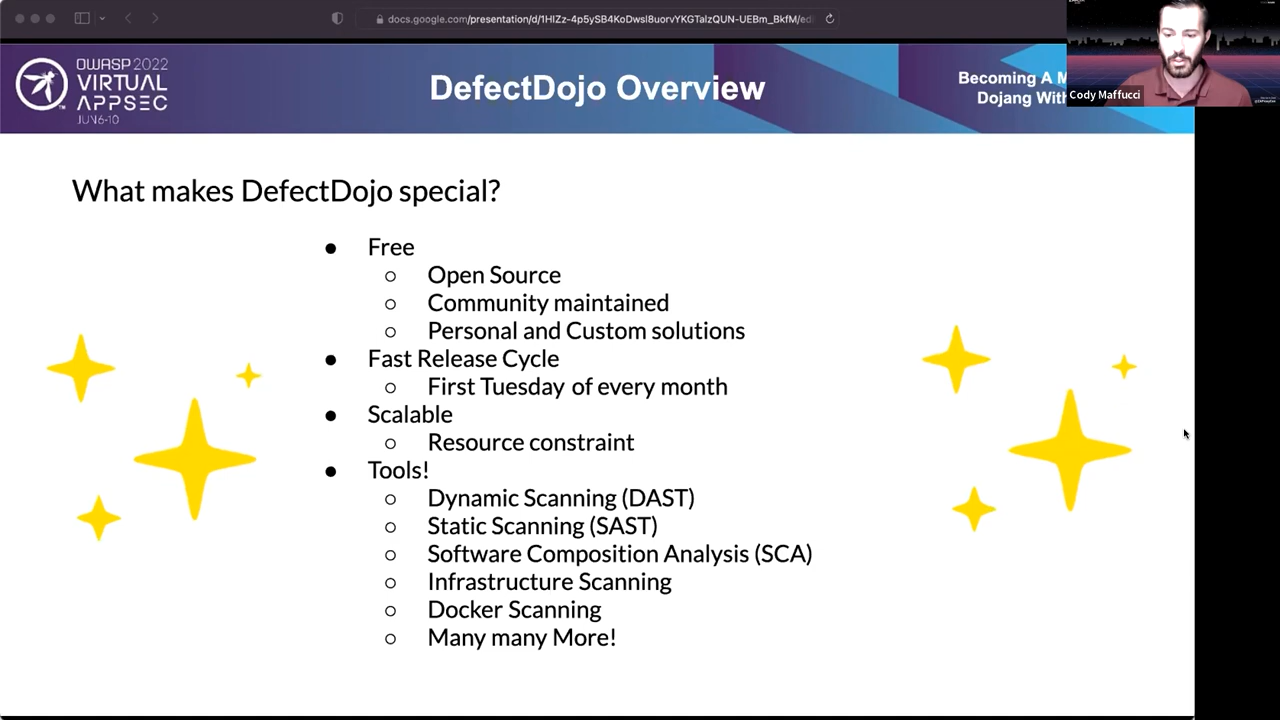 docs.google.com/presentation/d/1HIZz-4p5ySB4KoDwsI8uorvYKGTalzQUN-UEBm_BkfM/ed
OWASP 2022
VIRTUAL
APPSEC
JUN 6-10
DefectDojo Overview
Becoming A M
Dojang With
Cody Maffucci
What makes DefectDojo special?
● Free
○ Open Source
○ Community maintained
○ Personal and Custom solutions
● Fast Release Cycle
○ First Tuesday of every month
● Scalable
○ Resource constraint
● Tools!
○ Dynamic Scanning (DAST)
○ Static Scanning (SAST)
○ Software Composition Analysis (SCA)
○ Infrastructure Scanning
○ Docker Scanning
○ Many many More!